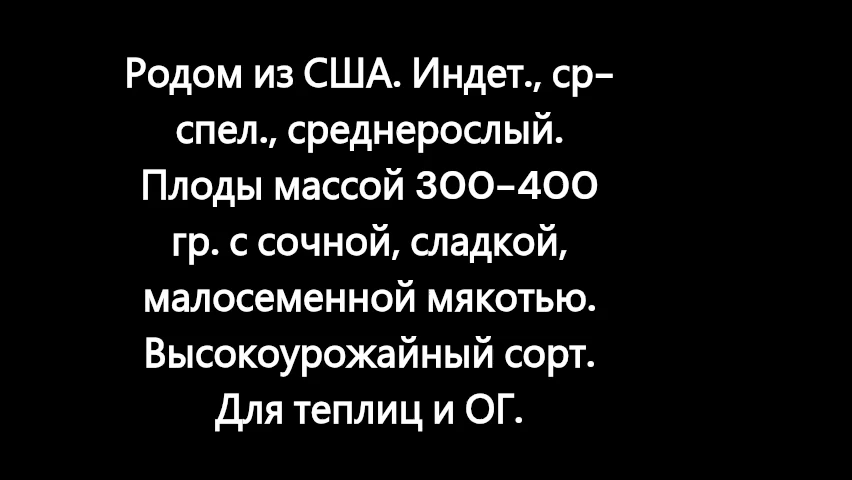 Родом из США. Индет., ср-
спел., среднерослый.
Плоды массой 300-400
гр. с сочной, сладкой,
малосеменной мякотью.
Высокоурожайный сорт.
Для теплиц и ОГ.